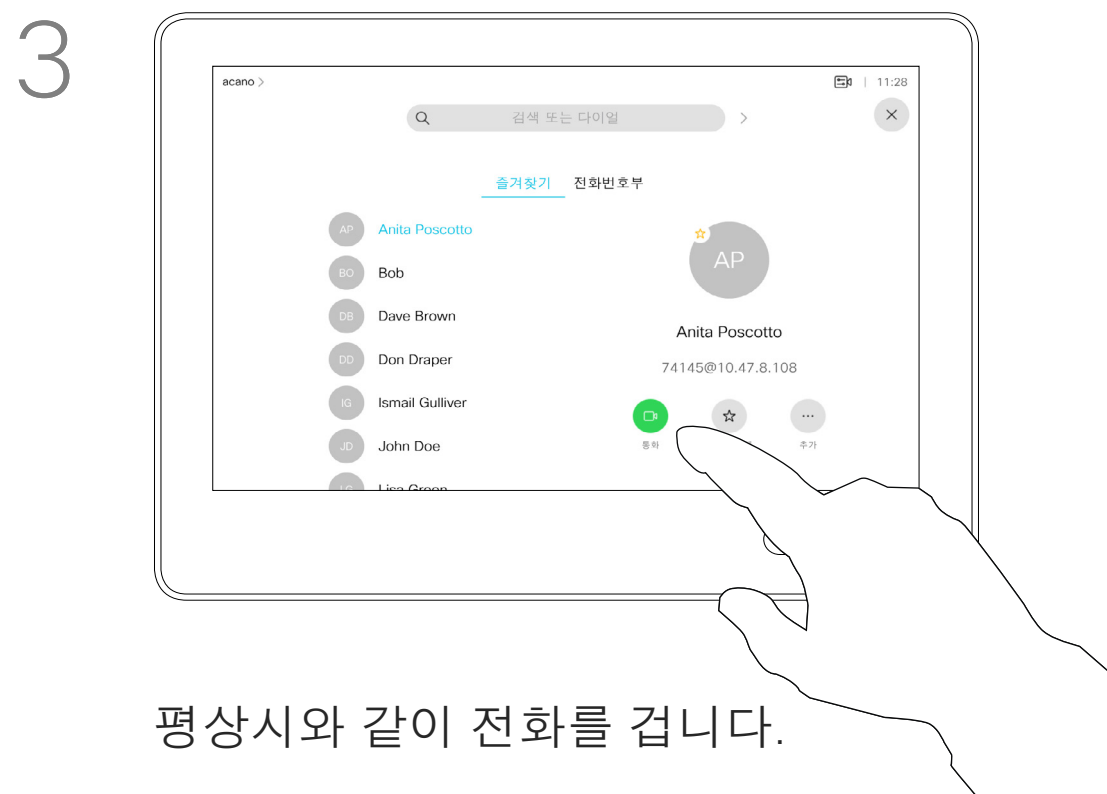 3
acano >
11:28
검색 또는 다이얼
즐겨찾기 전화번호부
AP Anita Poscotto
BO Bob
DB Dave Brown
DD Don Draper
IG Ismail Gulliver
JD John Doe
LG Lisa Green
AP
Anita Poscotto
74145@10.47.8.108
통화
추가
평상시와 같이 전화를 겁니다.